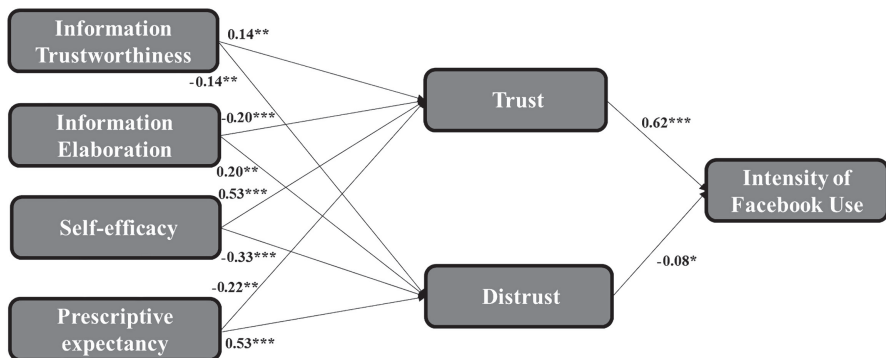 Information
Trustworthiness
0.14**
-0.14**
Information
Elaboration
-0.20***
0.20**
Self-efficacy
0.53***
-0.33***
Prescriptive
expectancy
-0.22**
0.53***
Trust
0.62***
Distrust
-0.08*
Intensity of
Facebook Use